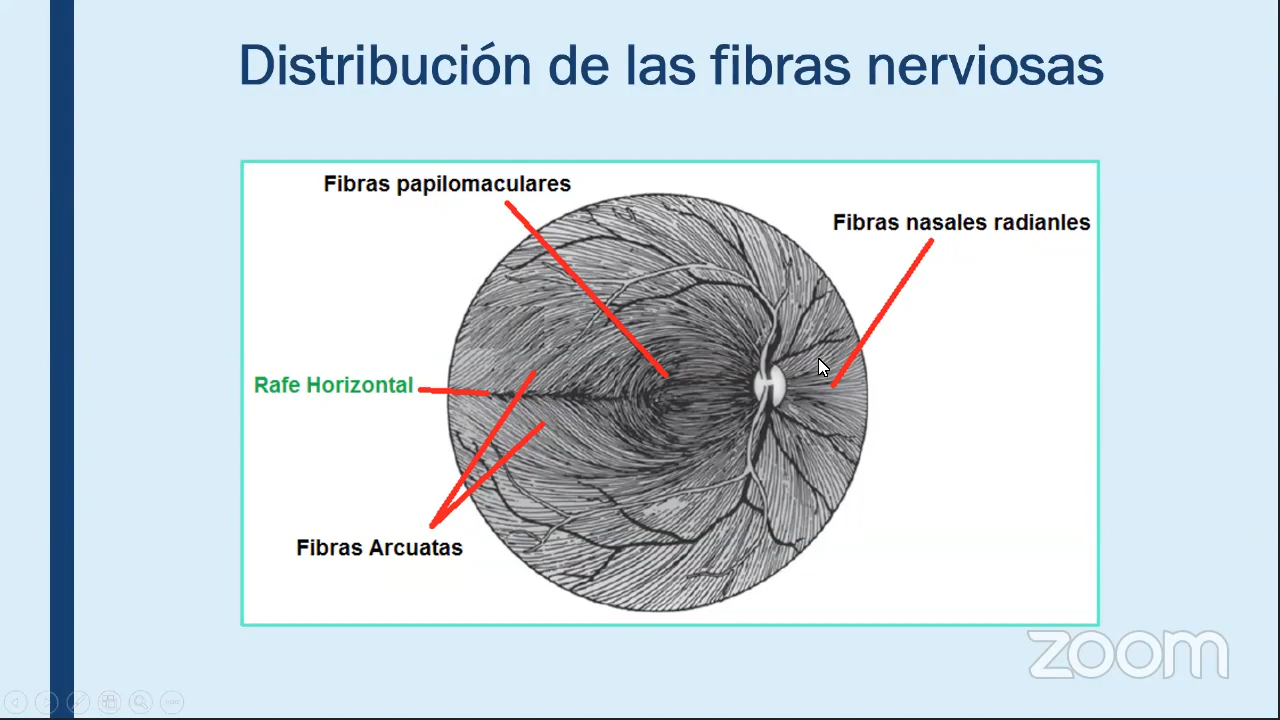 Distribución de las fibras nerviosas
Fibras papilomaculares
Fibras nasales radianles
Rafe Horizontal
Fibras Arcuatas
zoom